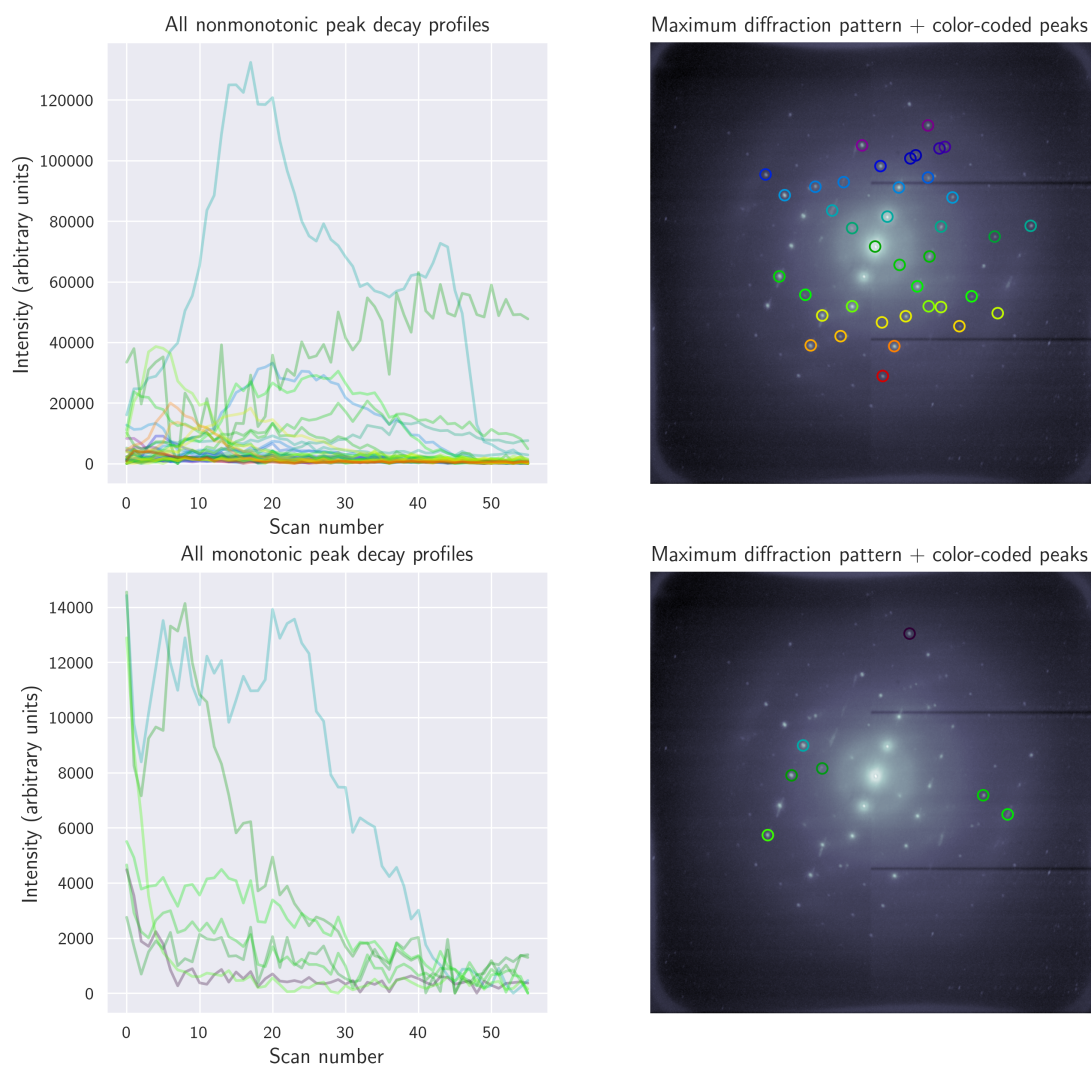 All nonmonotonic peak decay profiles
Maximum diffraction pattern + color-coded peaks
120000
100000
80000
60000
40000
20000
0
Intensity (arbitrary units)
0 10 20 30 40 50
Scan number
All monotonic peak decay profiles
Maximum diffraction pattern + color-coded peaks
14000
12000
10000
8000
6000
4000
2000
0
Intensity (arbitrary units)
0 10 20 30 40 50
Scan number